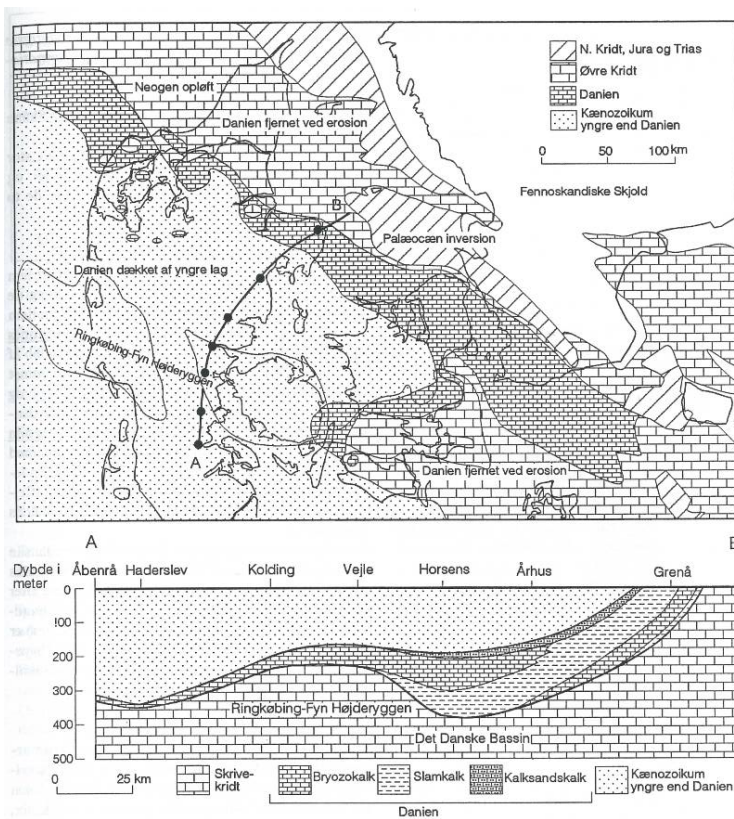 N. Kridt, Jura og Trias
Øvre Kridt
Danien
Kænozoikum
yngre end Danien
0 50 100 km
Neogen opløft
Danien fjernet ved erosion
Fennoskandiske Skjold
B
Palæocæn inversion
Danien dækket af yngre lag
Ringkøbing-Fyn Højderyggen
A
Danien fjernet ved erosion
A
Dybde i
meter
Åbenrå Haderslev Kolding Vejle Horsens Århus Grenå
0
100
200
300
400
500
Ringkøbing-Fyn Højderyggen
Det Danske Bassin
0 25 km
Skrive-
kridt
Bryozokalk
Slamkalk
Kalksandskalk
Kænozoikum
yngre end Danien
Danien